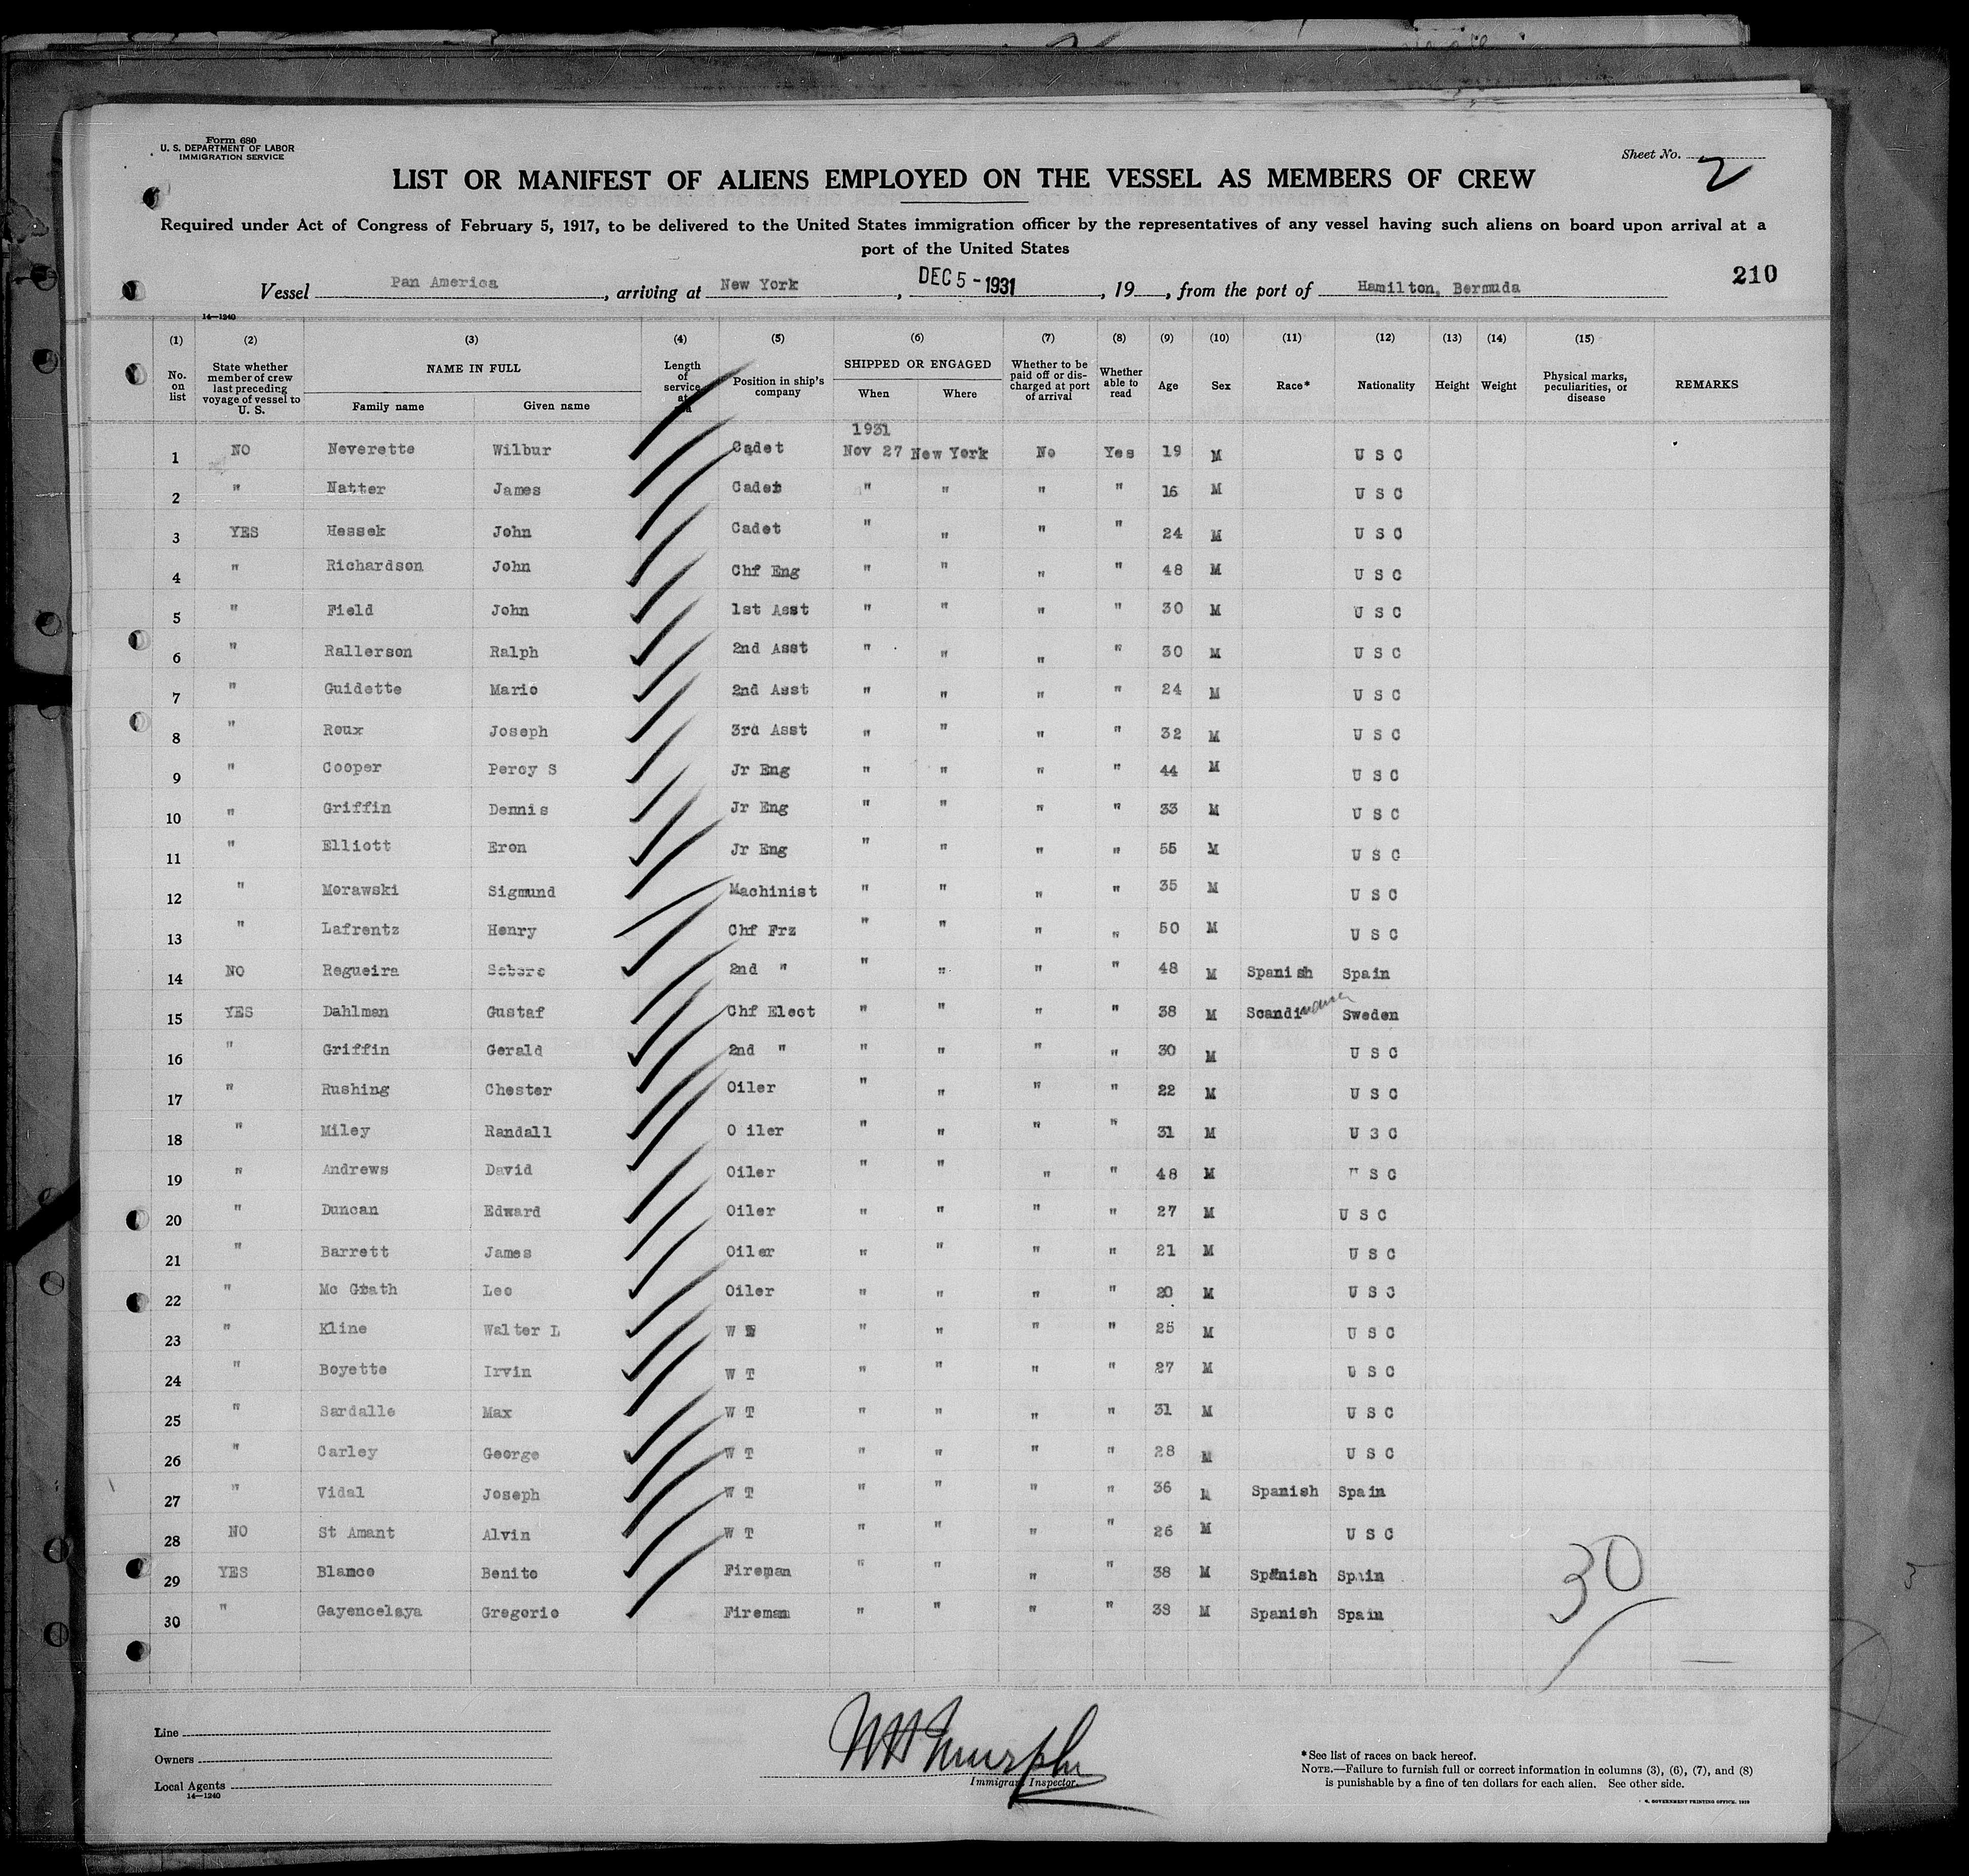 Form 680
U. S. DEPARTMENT OF LABOR
IMMIGRATION SERVICE
Sheet No. 2
LIST OR MANIFEST OF ALIENS EMPLOYED ON THE VESSEL AS MEMBERS OF CREW
Required under Act of Congress of February 5, 1917, to be delivered to the United States immigration officer by the representatives of any vessel having such aliens on board upon arrival at a
port of the United States
210
Vessel Pan America, arriving at New York, DEC 5 - 1931, 19, from the port of Hamilton, Bermuda
14—1240
(1) (2) (3) (4) (5) (6) (7) (8) (9) (10) (11) (12) (13) (14) (15)
No. on list State whether member of crew last preceding voyage of vessel to U. S. NAME IN FULL Family name Given name Length of service at Position in ship's company SHIPPED OR ENGAGED When Where Whether to be paid off or discharged at port of arrival Whether able to read Age Sex Race* Nationality Height Weight Physical marks, peculiarities, or disease REMARKS
1931
1 NO Neverette Wilbur Cadet Nov 27 New York No Yes 19 M U S C
2 " Natter James Cadet " " " " 16 M U S C
3 YES Hessek John Cadet " " " " 24 M U S C
4 " Richardson John Chf Eng " " " " 48 M U S C
5 " Field John 1st Asst " " " " 30 M U S C
6 " Rallerson Ralph 2nd Asst " " " " 30 M U S C
7 " Guidette Mario 2nd Asst " " " " 24 M U S C
8 " Roux Joseph 3rd Asst " " " " 32 M U S C
9 " Cooper Percy S Jr Eng " " " " 44 M U S C
10 " Griffin Dennis Jr Eng " " " " 33 M U S C
11 " Elliott Eron Jr Eng " " " " 55 M U S C
12 " Morawski Sigmund Machinist " " " " 35 M U S C
13 " Lafrentz Henry Chf Frz " " " " 50 M U S C
14 NO Regueira 2nd " " " " " 48 M Spanish Spain
15 YES Dahlman Gustaf Chf Elect " " " " 38 M Scandinavian Sweden
16 " Griffin Gerald 2nd " " " " " 30 M U S C
17 " Rushing Chester Oiler " " " " 22 M U S C
18 " Miley Randall O iler " " " " 31 M U S C
19 " Andrews David Oiler " " " " 48 M U S C
20 " Duncan Edward Oiler " " " " 27 M U S C
21 " Barrett James Oiler " " " " 21 M U S C
22 " Mc Grath Leo Oiler " " " " 20 M U S C
23 " Kline Walter L W T " " " " 25 M U S C
24 " Boyette Irvin W T " " " " 27 M U S C
25 " Sardalle Max W T " " " " 31 M U S C
26 " Carley George W T " " " " 28 M U S C
27 " Vidal Joseph W T " " " " 36 M Spanish Spain
28 NO St Amant Alvin W T " " " " 26 M U S C
29 YES Blanco Benito Fireman " " " " 38 M Spanish Spain
30 " Gayencelaya Gregorio Fireman " " " " 38 M Spanish Spain
30
Line
Owners
Local Agents
14—1240
W H Murphy
Immigrant Inspector.
*See list of races on back hereof.
NOTE.—Failure to furnish full or correct information in columns (3), (6), (7), and (8)
is punishable by a fine of ten dollars for each alien. See other side.
GOVERNMENT PRINTING OFFICE: 1929